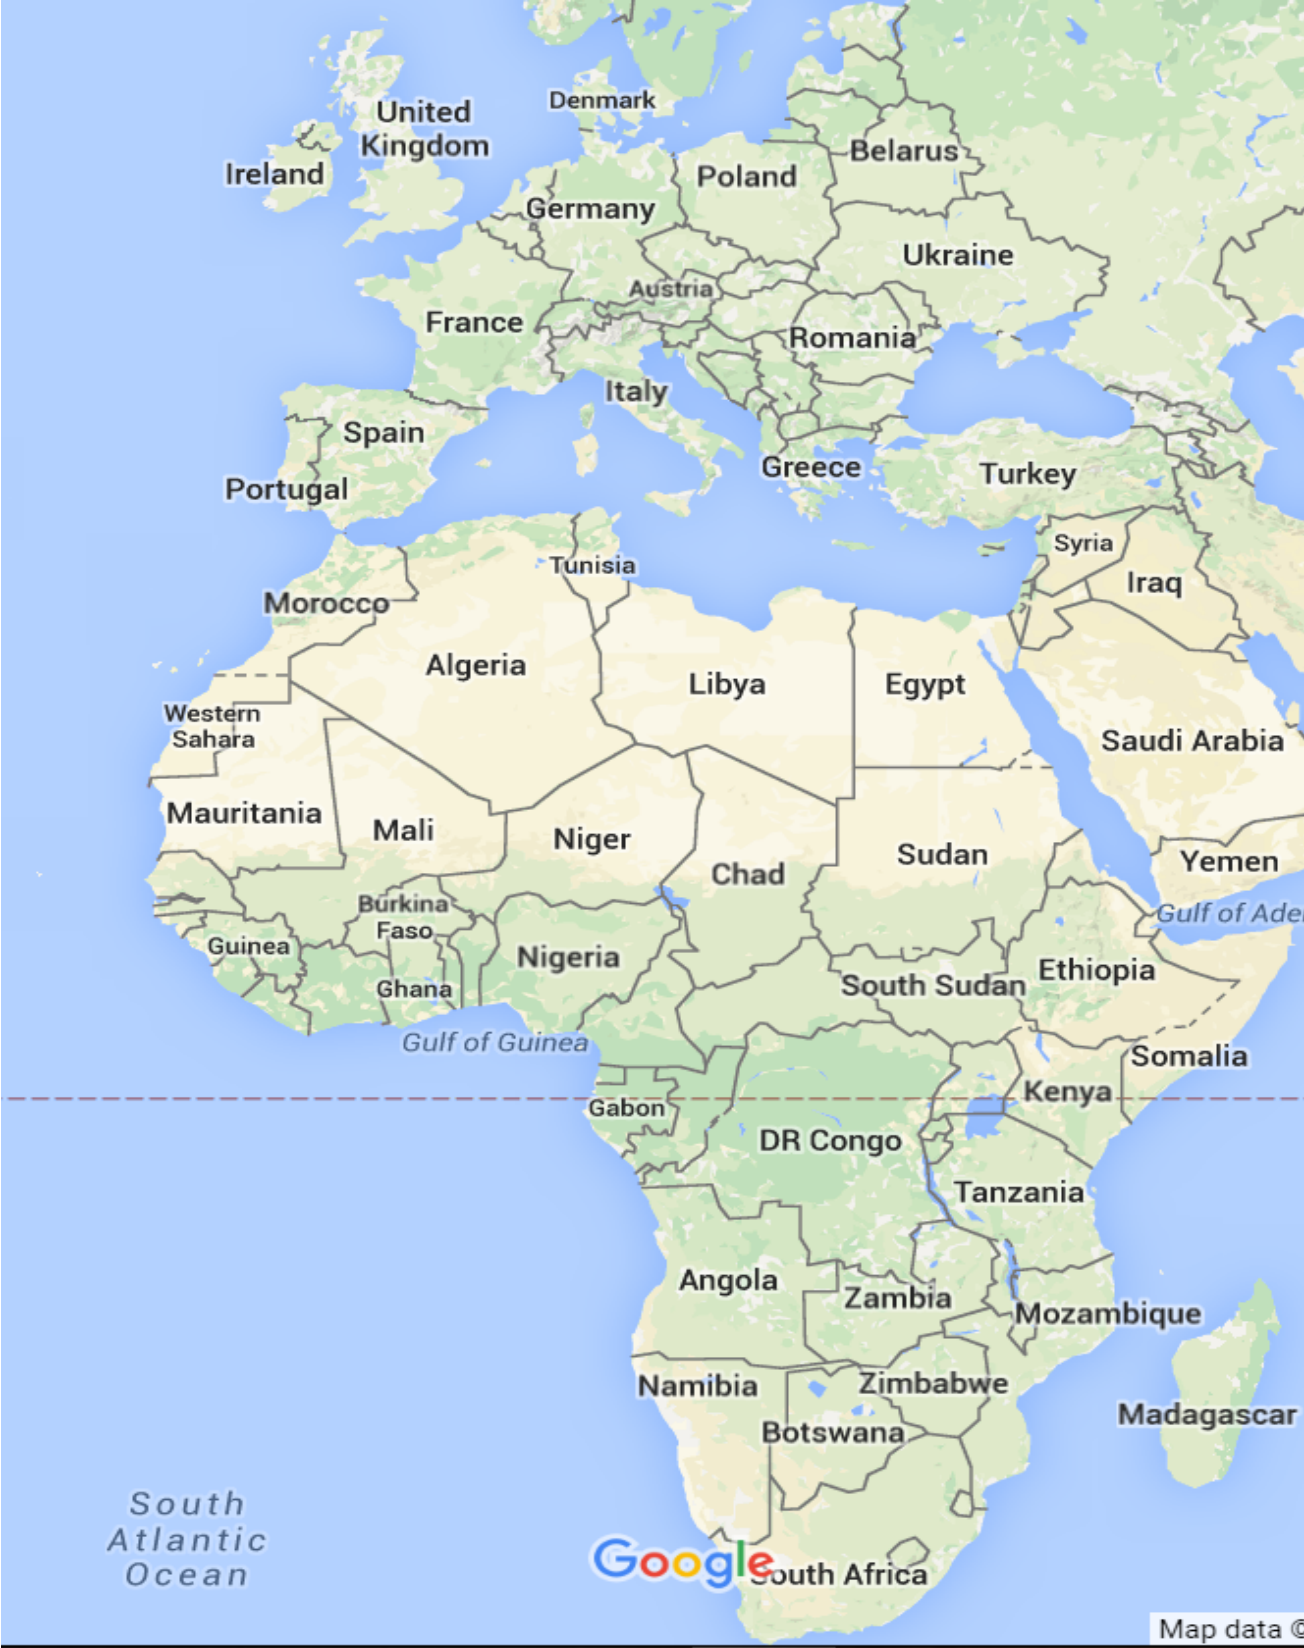 Denmark
United
Kingdom
Belarus
Ireland
Poland
Germany
Ukraine
Austria
France
Romania
Italy
Spain
Greece
Turkey
Portugal
Syria
Tunisia
Iraq
Morocco
Algeria
Libya
Egypt
Western
Sahara
Saudi Arabia
Mauritania
Mali
Niger
Sudan
Yemen
Chad
Burkina
Faso
Gulf of Ade
Guinea
Nigeria
Ethiopia
South Sudan
Ghana
Gulf of Guinea
Somalia
Kenya
Gabon
DR Congo
Tanzania
Angola
Zambia
Mozambique
Namibia
Zimbabwe
Madagascar
Botswana
South
Atlantic
Ocean
Google
South Africa
Map data ©